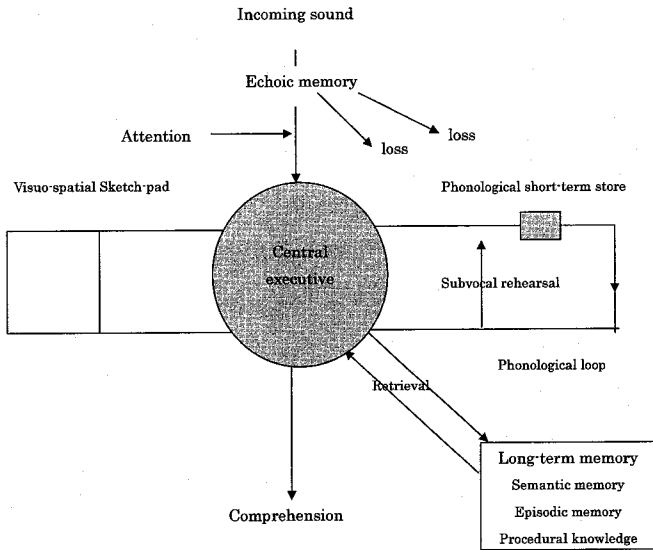 Incoming sound
Echoic memory
Attention
loss
loss
Visuo-spatial Sketch-pad
Phonological short-term store
Central
executive
Subvocal rehearsal
Phonological loop
Retrieval
Long-term memory
Semantic memory
Episodic memory
Procedural knowledge
Comprehension